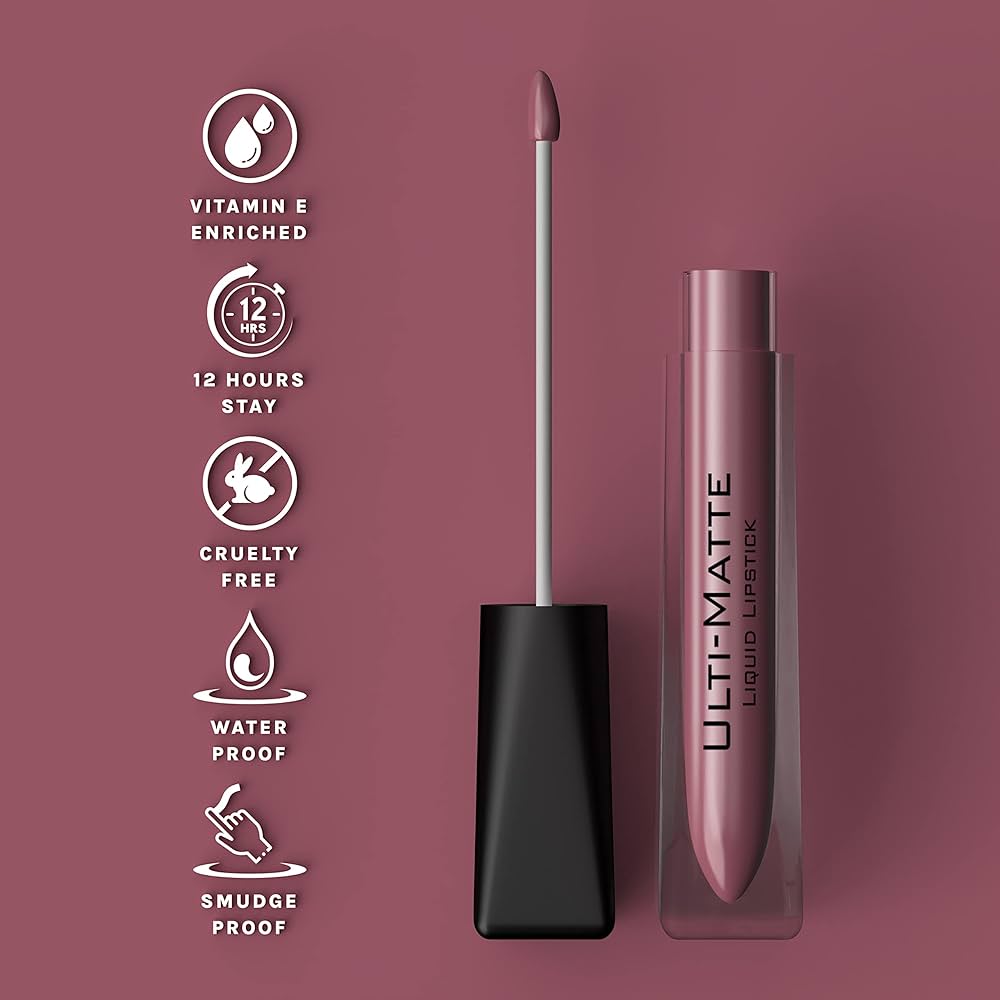 VITAMIN E
ENRICHED
12
HRS
12 HOURS
STAY
CRUELTY
FREE
WATER
PROOF
SMUDGE
PROOF
ULTI-MATTE
LIQUID LIPSTICK